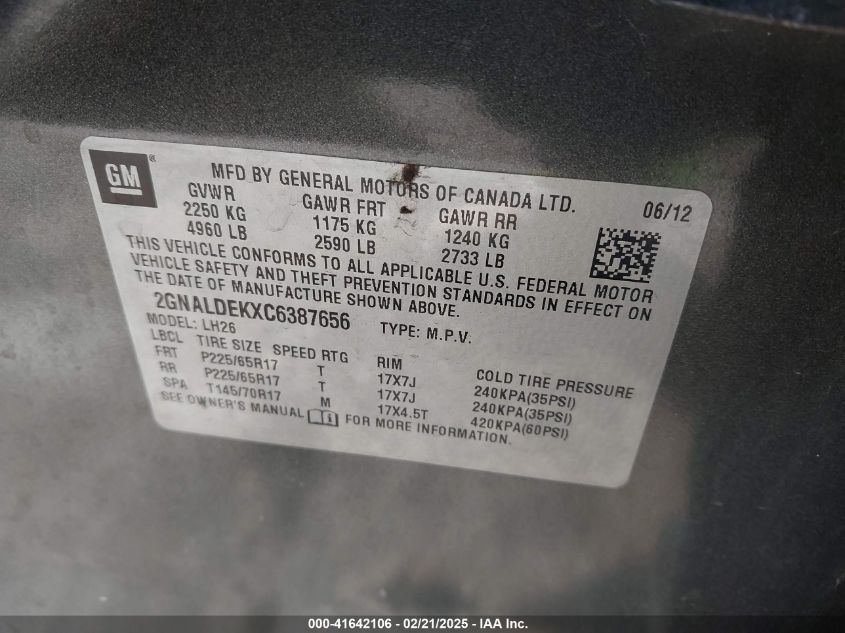 GM ®
MFD BY GENERAL MOTORS OF CANADA LTD. 06/12
GVWR GAWR FRT GAWR RR
2250 KG 1175 KG 1240 KG
4960 LB 2590 LB 2733 LB
THIS VEHICLE CONFORMS TO ALL APPLICABLE U.S. FEDERAL MOTOR
VEHICLE SAFETY AND THEFT PREVENTION STANDARDS IN EFFECT ON
THE DATE OF MANUFACTURE SHOWN ABOVE.
2GNALDEKXC6387656 TYPE: M.P.V.
MODEL: LH26
LBCL TIRE SIZE SPEED RTG RIM COLD TIRE PRESSURE
FRT P225/65R17 T 17X7J 240KPA(35PSI)
RR P225/65R17 T 17X7J 240KPA(35PSI)
SPA T145/70R17 M 17X4.5T 420KPA(60PSI)
SEE OWNER'S MANUAL FOR MORE INFORMATION.
000-41642106 - 02/21/2025 - IAA Inc.